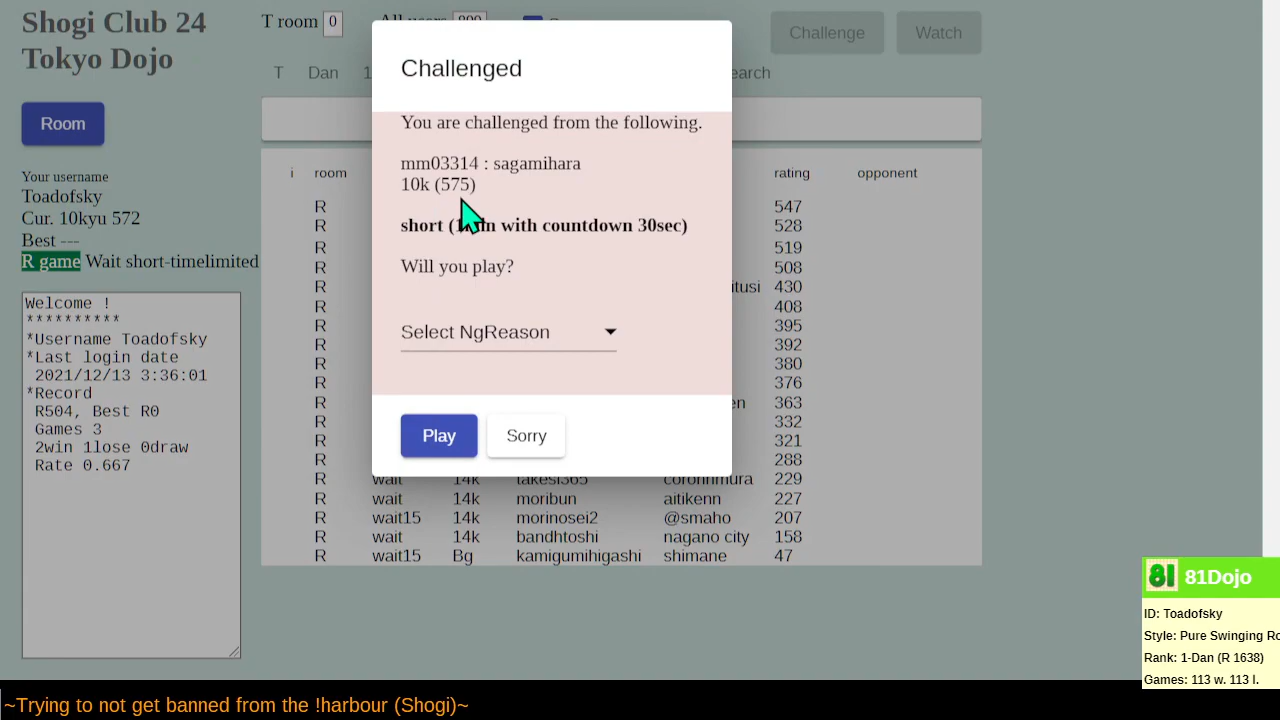 Shogi Club 24
Tokyo Dojo
T room 0
All users
Challenge
Watch
T Dan
Room
Your username
Toadofsky
Cur. 10kyu 572
Best ---
R game Wait short-timelimited
Welcome !
**********
*Username Toadofsky
*Last login date
2021/12/13 3:36:01
*Record
R504, Best R0
Games 3
2win 1lose 0draw
Rate 0.667
Challenged
You are challenged from the following.
mm03314 : sagamihara
10k (575)
short ( with countdown 30sec)
Will you play?
Select NgReason
Play
Sorry
i room rating opponent
R 547
R 528
R 519
R 508
R itusi 430
R 408
R 395
R 392
R 380
R 376
R en 363
R 332
R 321
R 288
R wait 14k takesi365 229
R wait 14k moribun aitikenn 227
R wait15 14k morinosei2 @smaho 207
R wait 14k bandhtoshi nagano city 158
R wait15 Bg kamigumihigashi shimane 47
81 81Dojo
ID: Toadofsky
Style: Pure Swinging Ro
Rank: 1-Dan (R 1638)
Games: 113 w. 113 l.
~Trying to not get banned from the !harbour (Shogi)~